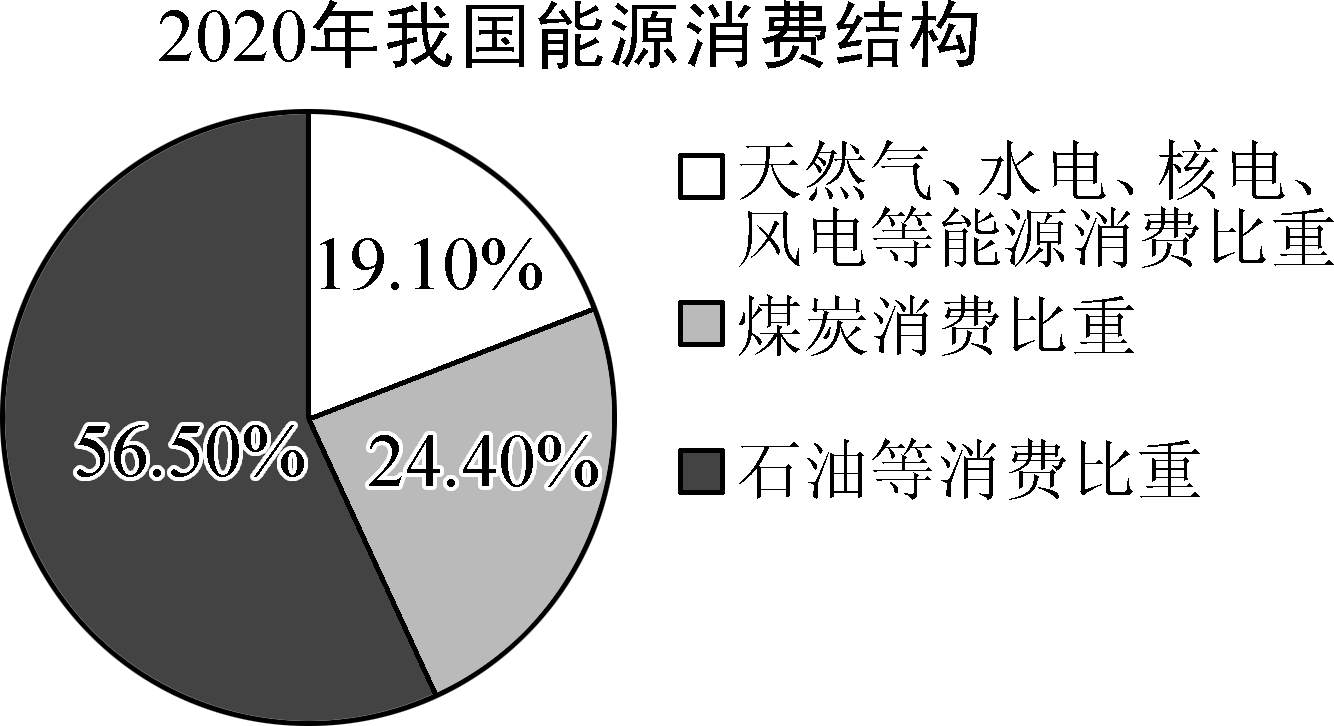 2020年我国能源消费结构
19.10%
56.50%
24.40%
天然气、水电、核电、
风电等能源消费比重
煤炭消费比重
石油等消费比重